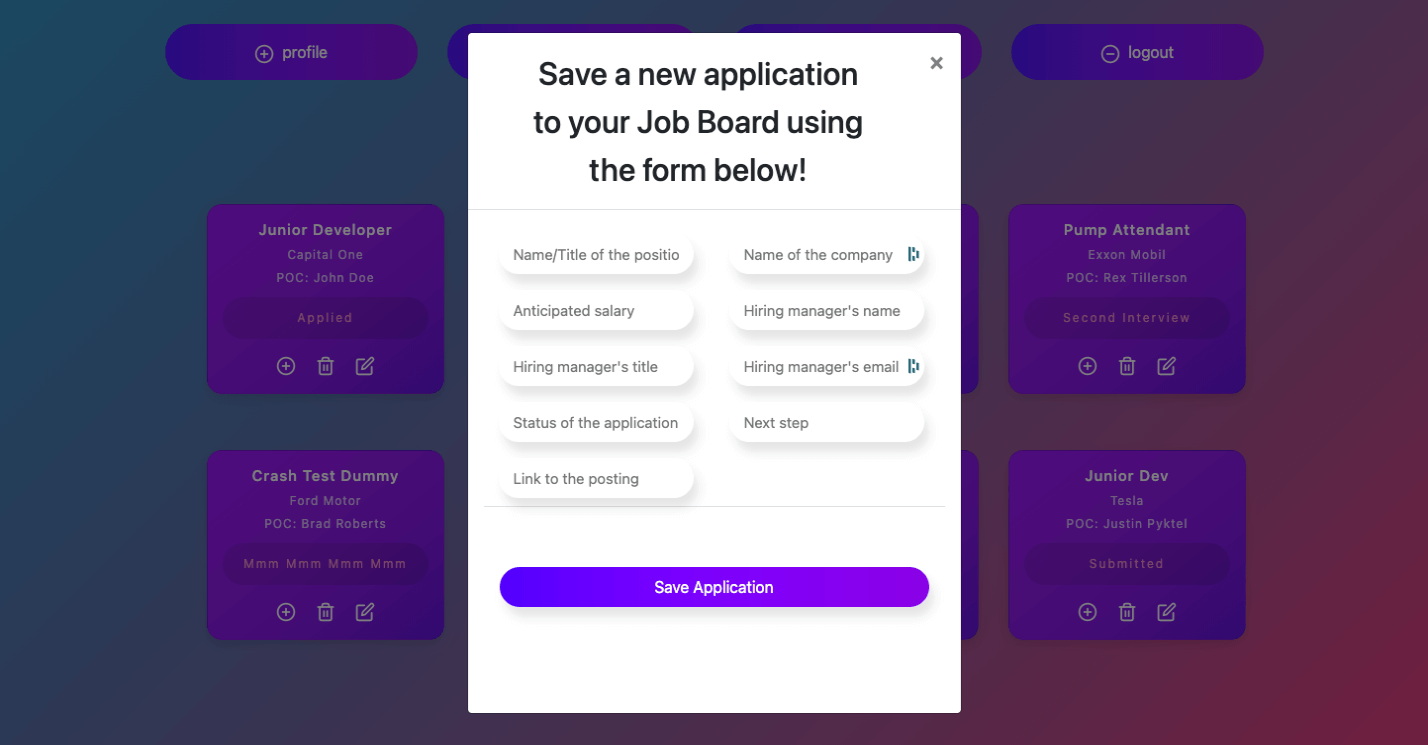 profile
logout
×
Save a new application
to your Job Board using
the form below!
Name/Title of the positio
Name of the company
Anticipated salary
Hiring manager's name
Hiring manager's title
Hiring manager's email
Status of the application
Next step
Link to the posting
Save Application
Junior Developer
Capital One
POC: John Doe
Applied
Pump Attendant
Exxon Mobil
POC: Rex Tillerson
Second Interview
Crash Test Dummy
Ford Motor
POC: Brad Roberts
Mmm Mmm Mmm Mmm
Junior Dev
Tesla
POC: Justin Pyktel
Submitted